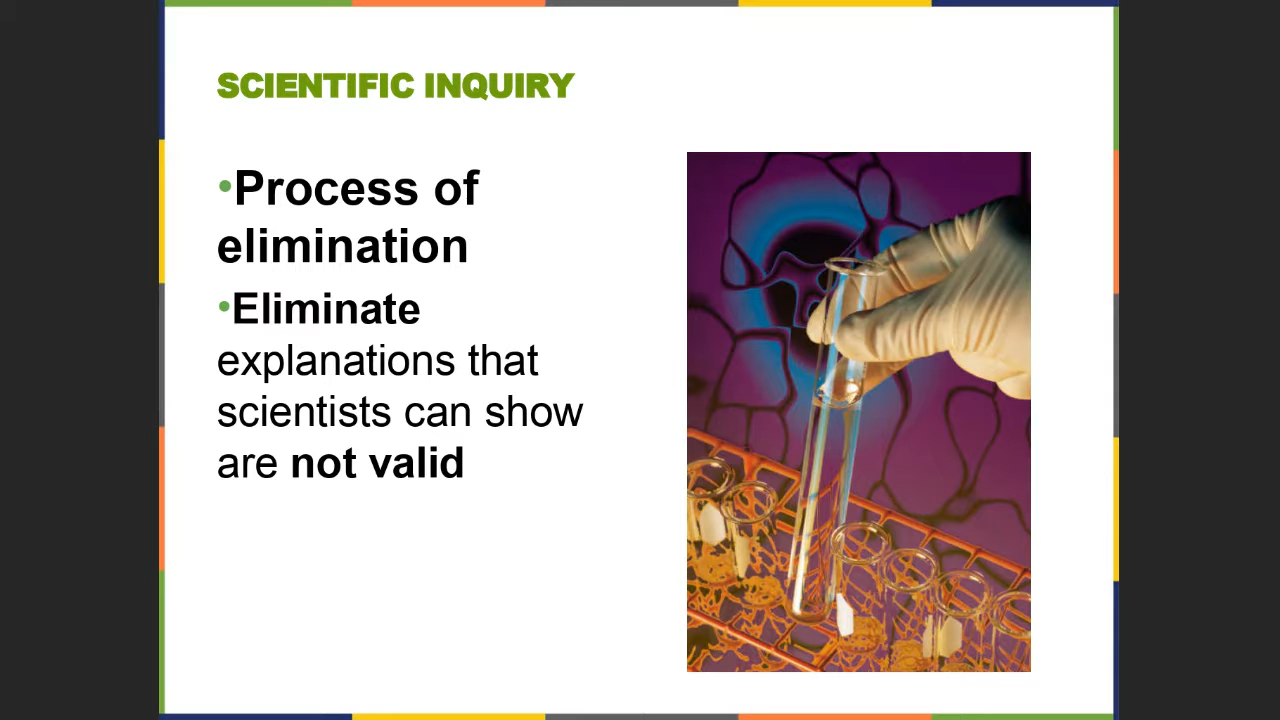 SCIENTIFIC INQUIRY
•Process of
elimination
•Eliminate
explanations that
scientists can show
are not valid